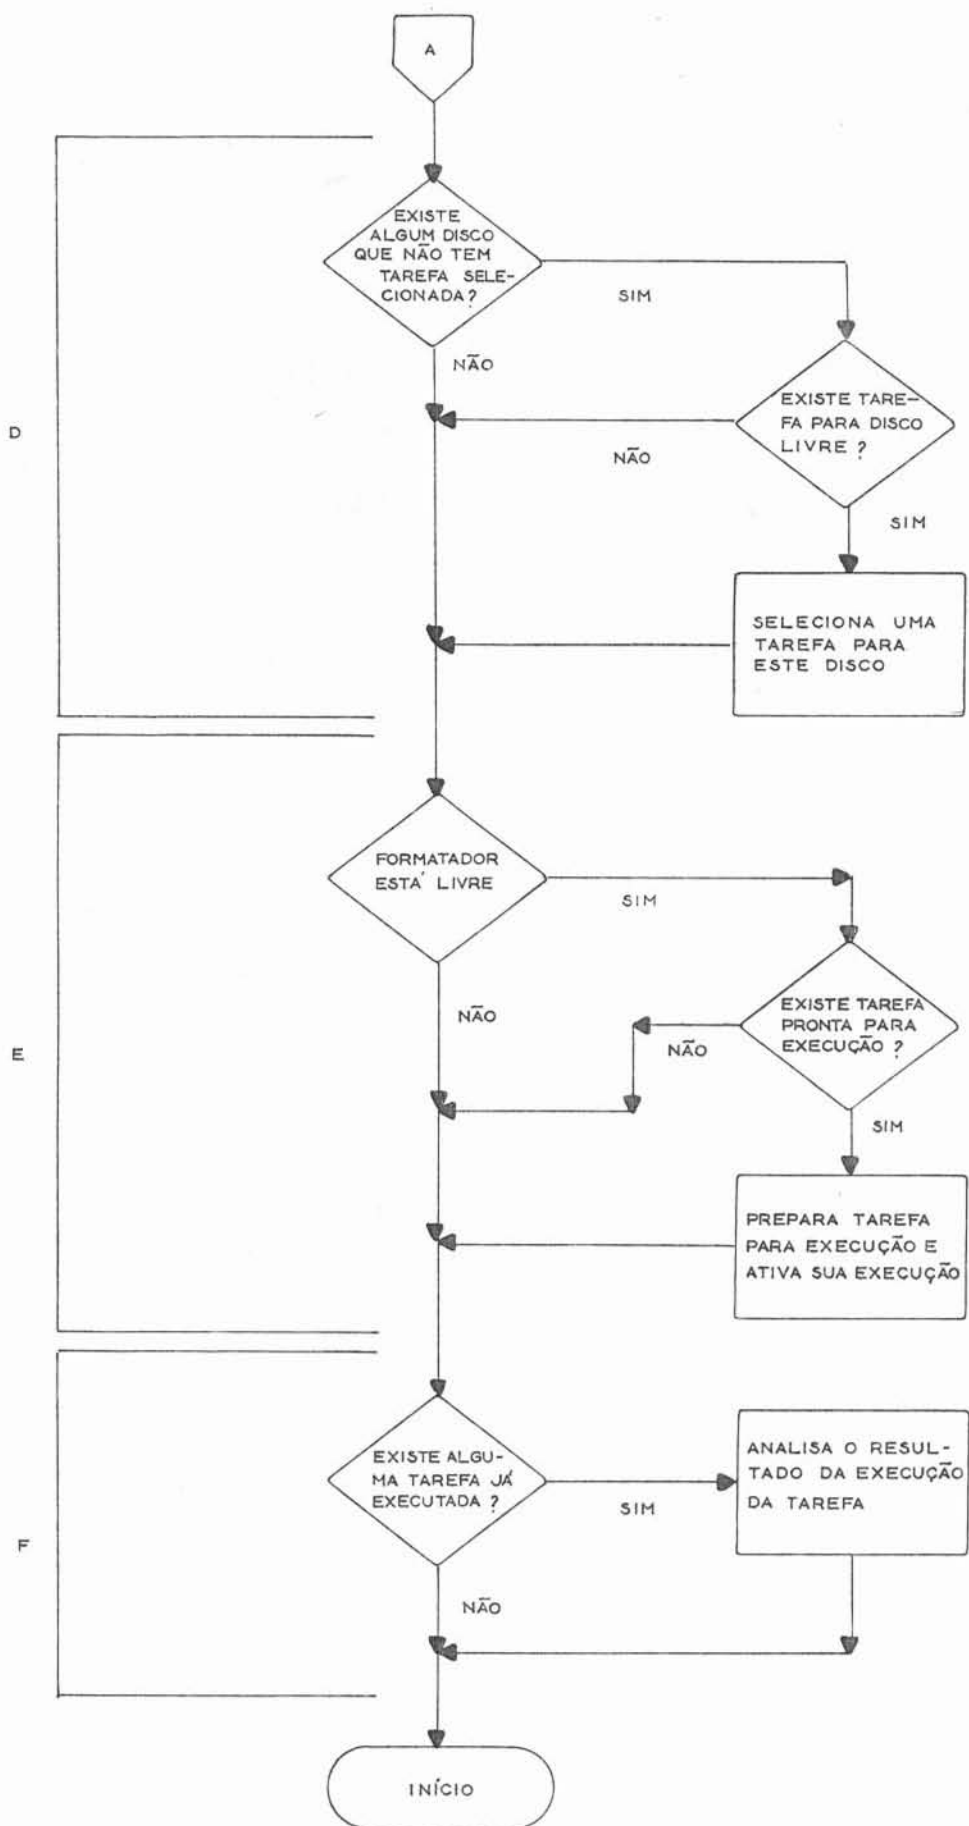 A
EXISTE
ALGUM DISCO
QUE NÃO TEM
TAREFA SELE-
CIONADA?
SIM
NÃO
EXISTE TARE-
FA PARA DISCO
LIVRE ?
NÃO
SIM
D
SELECIONA UMA
TAREFA PARA
ESTE DISCO
FORMATADOR
ESTÁ LIVRE
SIM
NÃO
EXISTE TAREFA
PRONTA PARA
EXECUÇÃO ?
NÃO
SIM
E
PREPARA TAREFA
PARA EXECUÇÃO E
ATIVA SUA EXECUÇÃO
EXISTE ALGU-
MA TAREFA JÁ
EXECUTADA ?
SIM
NÃO
ANALISA O RESUL-
TADO DA EXECUÇÃO
DA TAREFA
F
INÍCIO